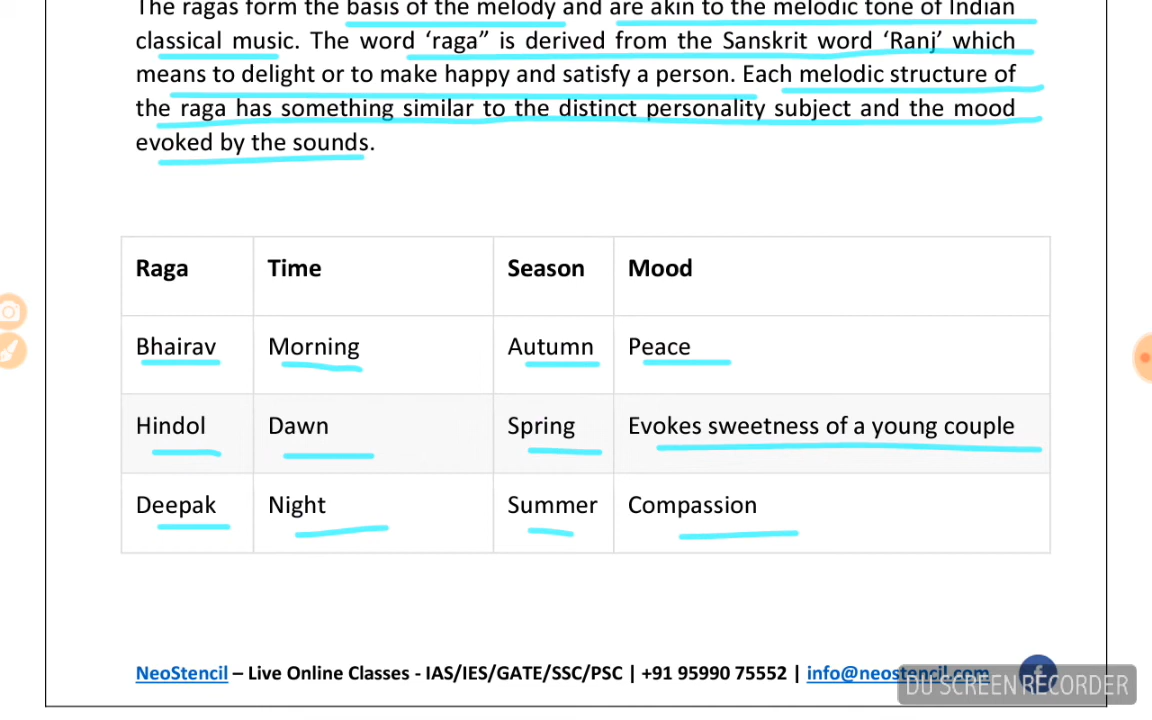 The ragas form the basis of the melody and are akin to the melodic tone of Indian
classical music. The word ‘raga” is derived from the Sanskrit word ‘Ranj’ which
means to delight or to make happy and satisfy a person. Each melodic structure of
the raga has something similar to the distinct personality subject and the mood
evoked by the sounds.
Raga Time Season Mood
Bhairav Morning Autumn Peace
Hindol Dawn Spring Evokes sweetness of a young couple
Deepak Night Summer Compassion
NeoStencil – Live Online Classes - IAS/IES/GATE/SSC/PSC | +91 95990 75552 | info@neostencil.com
DU SCREEN RECORDER